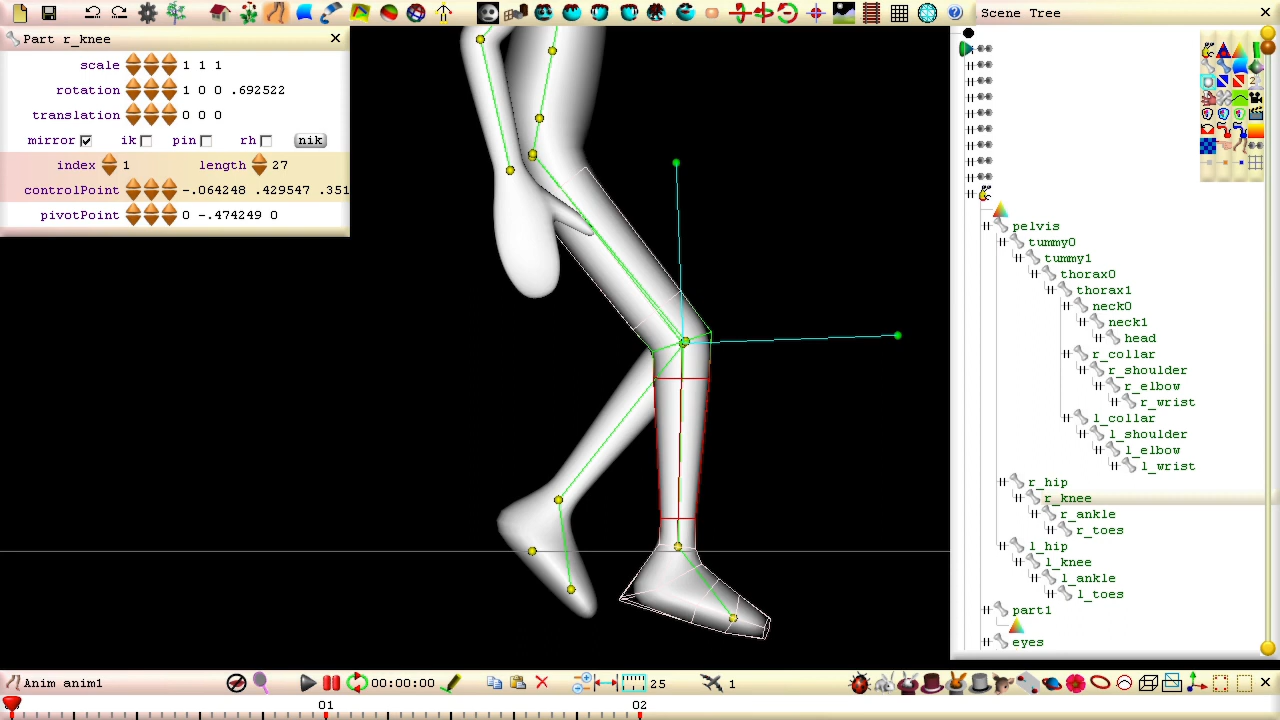 Scene Tree
Part r_knee
scale 1 1 1
rotation 1 0 0 .692522
translation 0 0 0
mirror ik pin rh nik
index 1 length 27
controlPoint -.064248 .429547 .351
pivotPoint 0 -.474249 0
pelvis
tummy0
tummy1
thorax0
thorax1
neck0
neck1
head
r_collar
r_shoulder
r_elbow
r_wrist
l_collar
l_shoulder
l_elbow
l_wrist
r_hip
r_knee
r_ankle
r_toes
l_hip
l_knee
l_ankle
l_toes
part1
eyes
Anim anim1 00:00:00 25 1
01 02